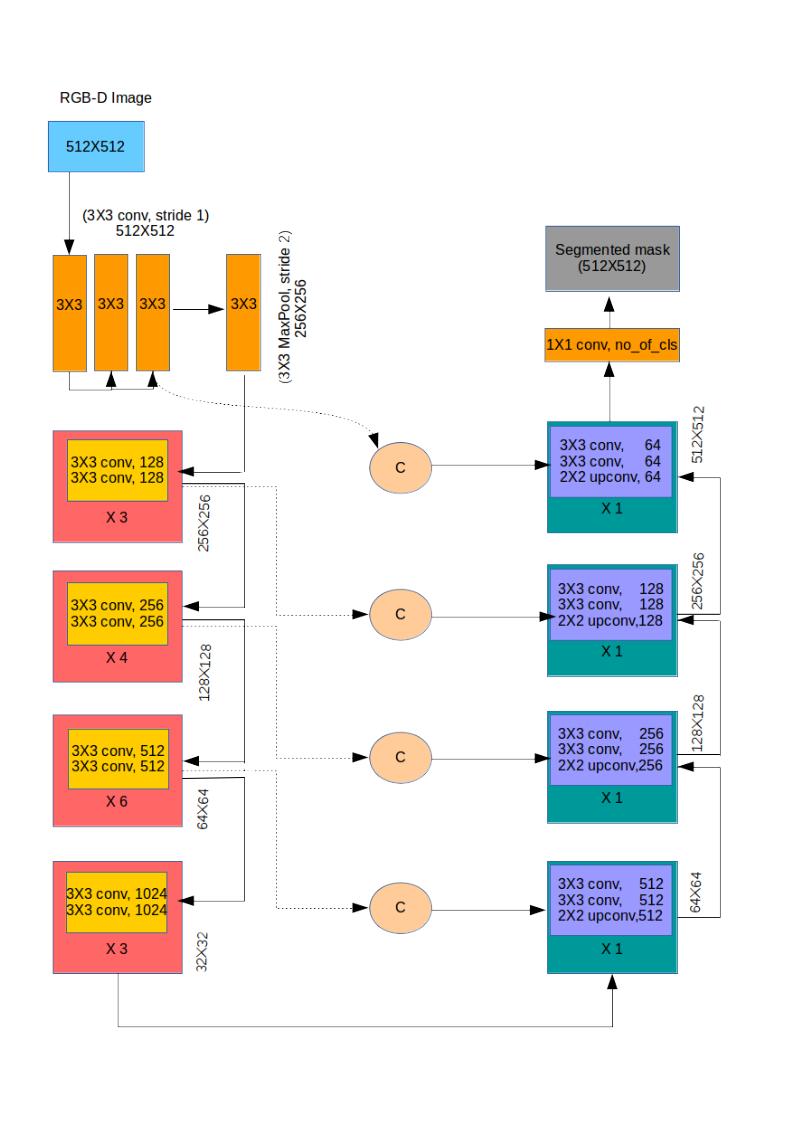 RGB-D Image
512X512
(3X3 conv, stride 1)
512X512
3X3
3X3
3X3
3X3
(3X3 MaxPool, stride 2)
256X256
Segmented mask
(512X512)
1X1 conv, no_of_cls
3X3 conv, 128
3X3 conv, 128
X 3
256X256
C
3X3 conv, 64
3X3 conv, 64
2X2 upconv, 64
X 1
512X512
3X3 conv, 256
3X3 conv, 256
X 4
128X128
C
3X3 conv, 128
3X3 conv, 128
2X2 upconv,128
X 1
256X256
3X3 conv, 512
3X3 conv, 512
X 6
64X64
C
3X3 conv, 256
3X3 conv, 256
2X2 upconv,256
X 1
128X128
3X3 conv, 1024
3X3 conv, 1024
X 3
32X32
C
3X3 conv, 512
3X3 conv, 512
2X2 upconv,512
X 1
64X64